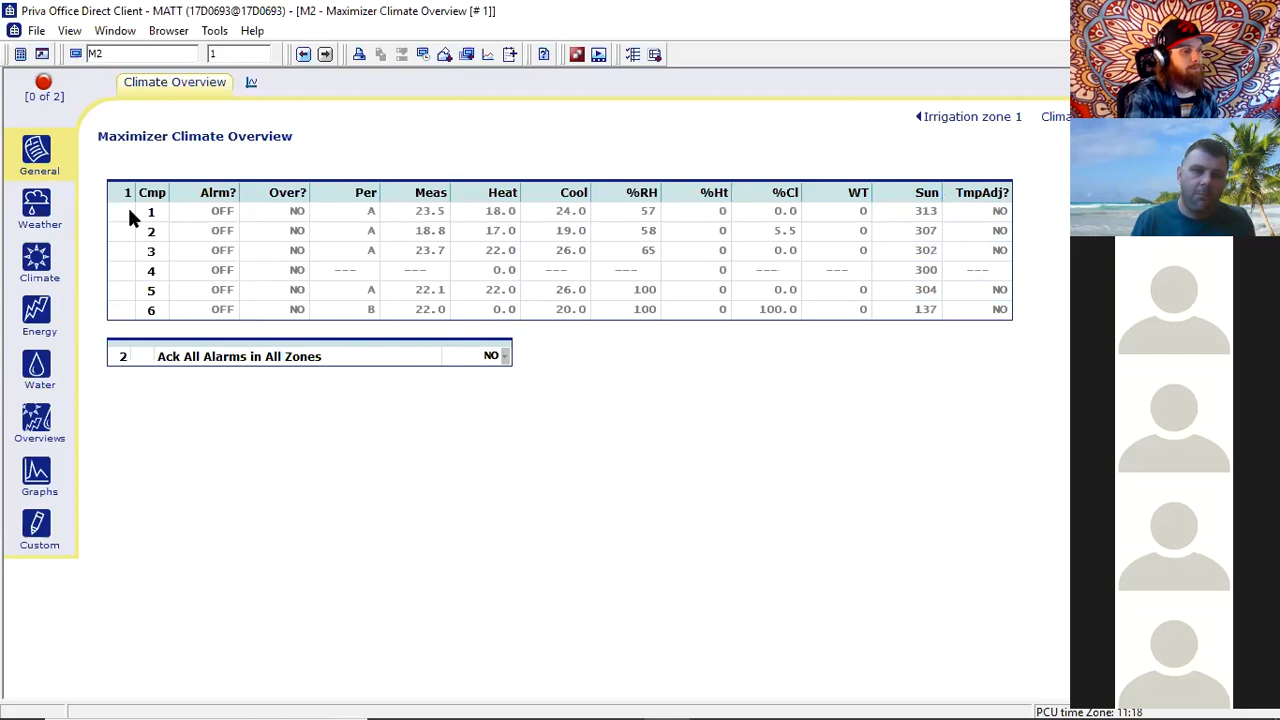 Priva Office Direct Client - MATT (17D0693@17D0693) - [M2 - Maximizer Climate Overview [# 1]]
File View Window Browser Tools Help
M2 1
[0 of 2] Climate Overview
Irrigation zone 1 Clima
Maximizer Climate Overview
General
Weather
Climate
Energy
Water
Overviews
Graphs
Custom
1 Cmp Alrm? Over? Per Meas Heat Cool %RH %Ht %Cl WT Sun TmpAdj?
1 OFF NO A 23.5 18.0 24.0 57 0 0.0 0 313 NO
2 OFF NO A 18.8 17.0 19.0 58 0 5.5 0 307 NO
3 OFF NO A 23.7 22.0 26.0 65 0 0.0 0 302 NO
4 OFF NO --- --- 0.0 --- --- 0 --- --- 300 ---
5 OFF NO A 22.1 22.0 26.0 100 0 0.0 0 304 NO
6 OFF NO B 22.0 0.0 20.0 100 0 100.0 0 137 NO
2 Ack All Alarms in All Zones NO
PCU time Zone: 11:18